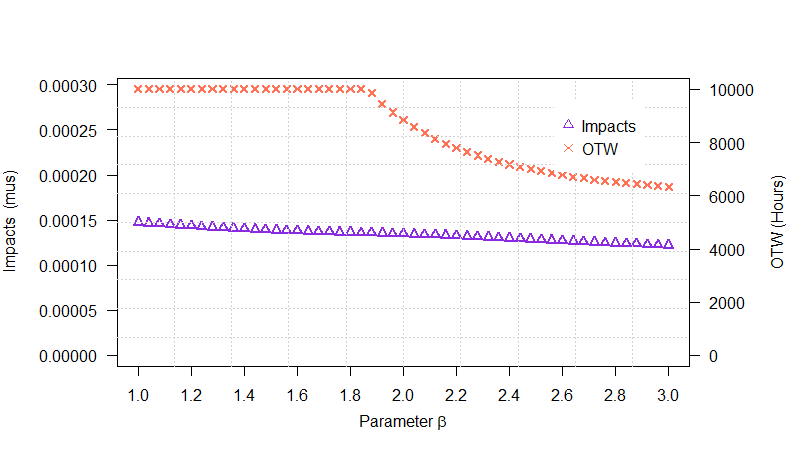 0.00030
0.00025
0.00020
0.00015
0.00010
0.00005
0.00000
Impacts (mus)
10000
8000
6000
4000
2000
0
OTW (Hours)
Impacts
OTW
1.0 1.2 1.4 1.6 1.8 2.0 2.2 2.4 2.6 2.8 3.0
Parameter β